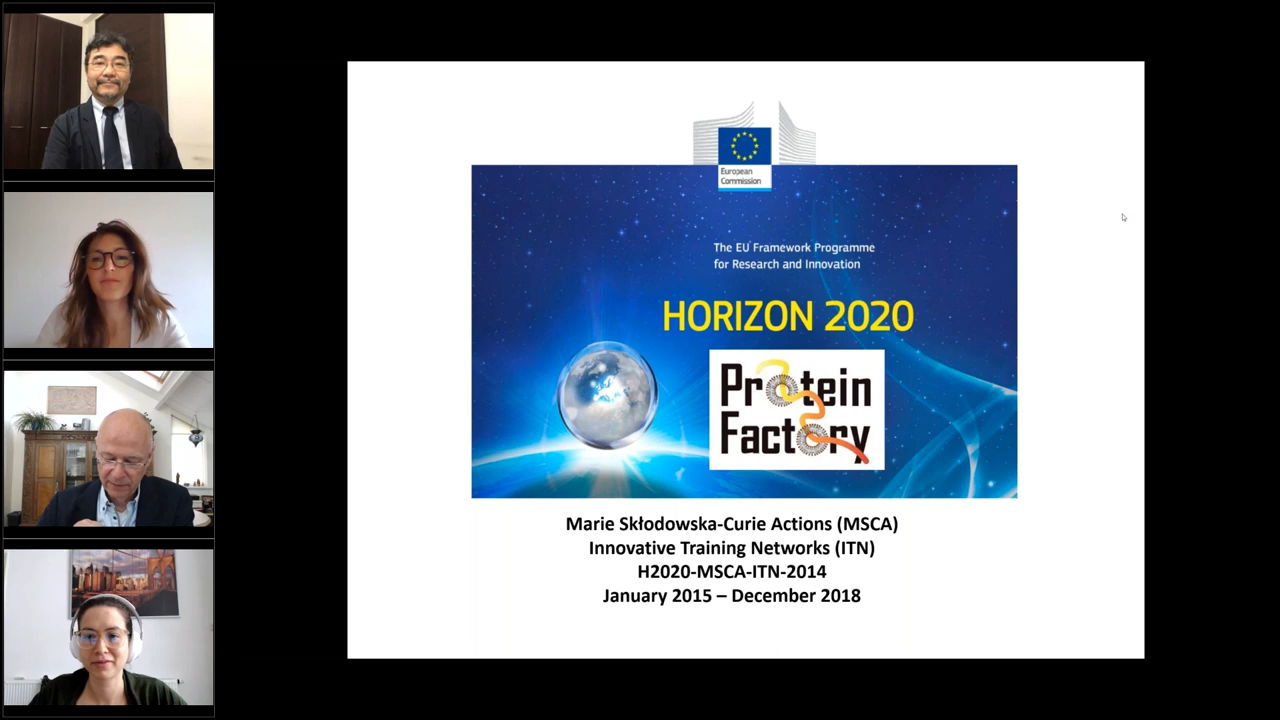 European
Commission
The EU Framework Programme
for Research and Innovation
HORIZON 2020
Protein
Factory
Marie Skłodowska-Curie Actions (MSCA)
Innovative Training Networks (ITN)
H2020-MSCA-ITN-2014
January 2015 – December 2018